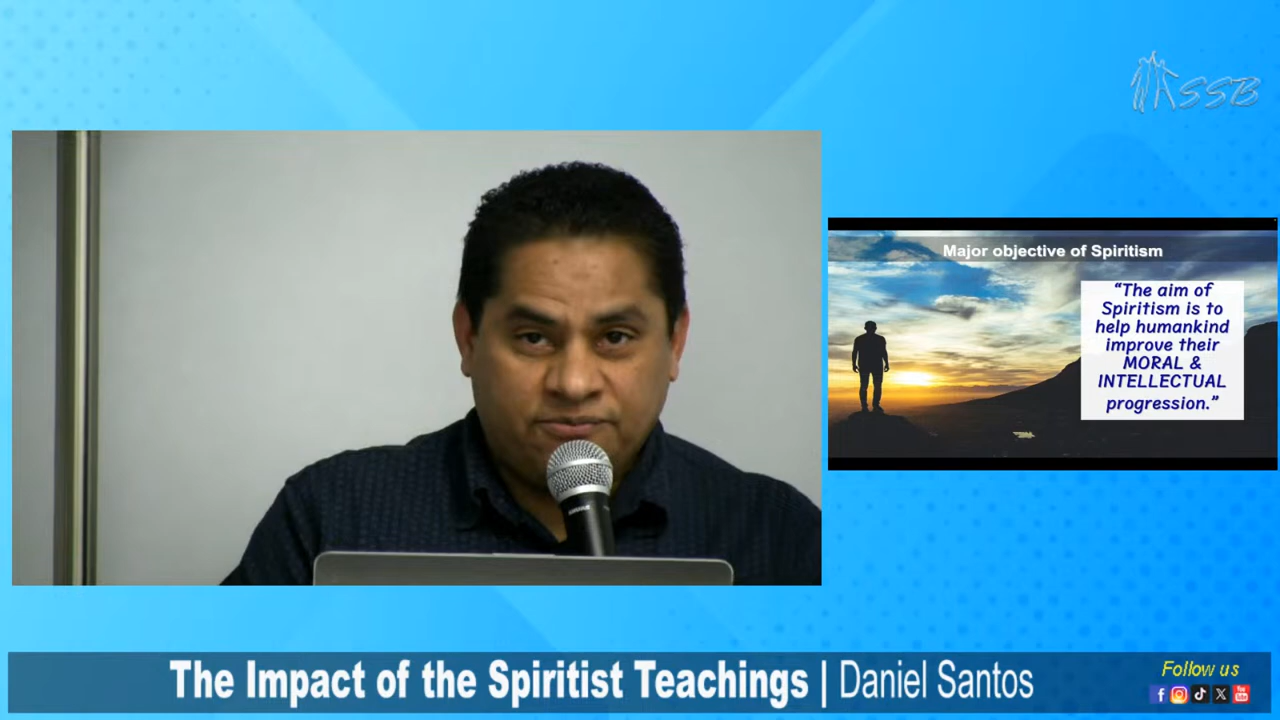 SSB
Major objective of Spiritism
“The aim of
Spiritism is to
help humankind
improve their
MORAL &
INTELLECTUAL
progression.”
The Impact of the Spiritist Teachings | Daniel Santos
Follow us